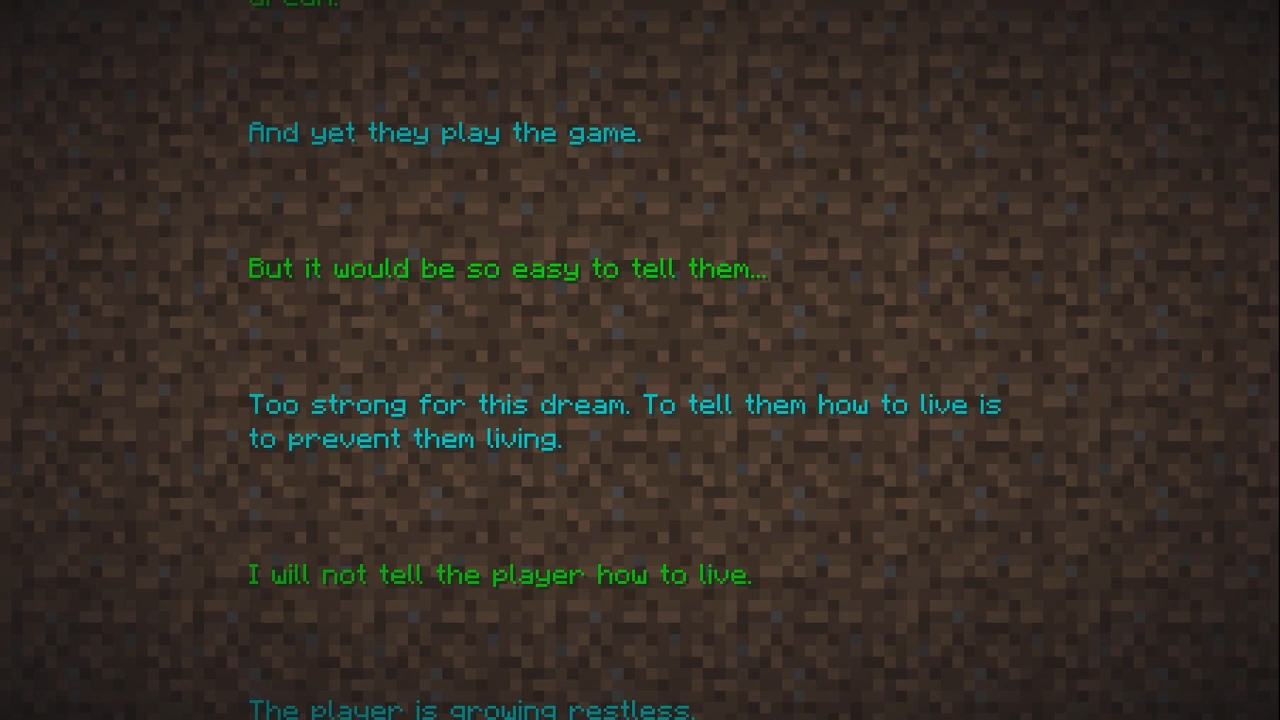 And yet they play the game.
But it would be so easy to tell them...
Too strong for this dream. To tell them how to live is
to prevent them living.
I will not tell the player how to live.
The player is growing restless.